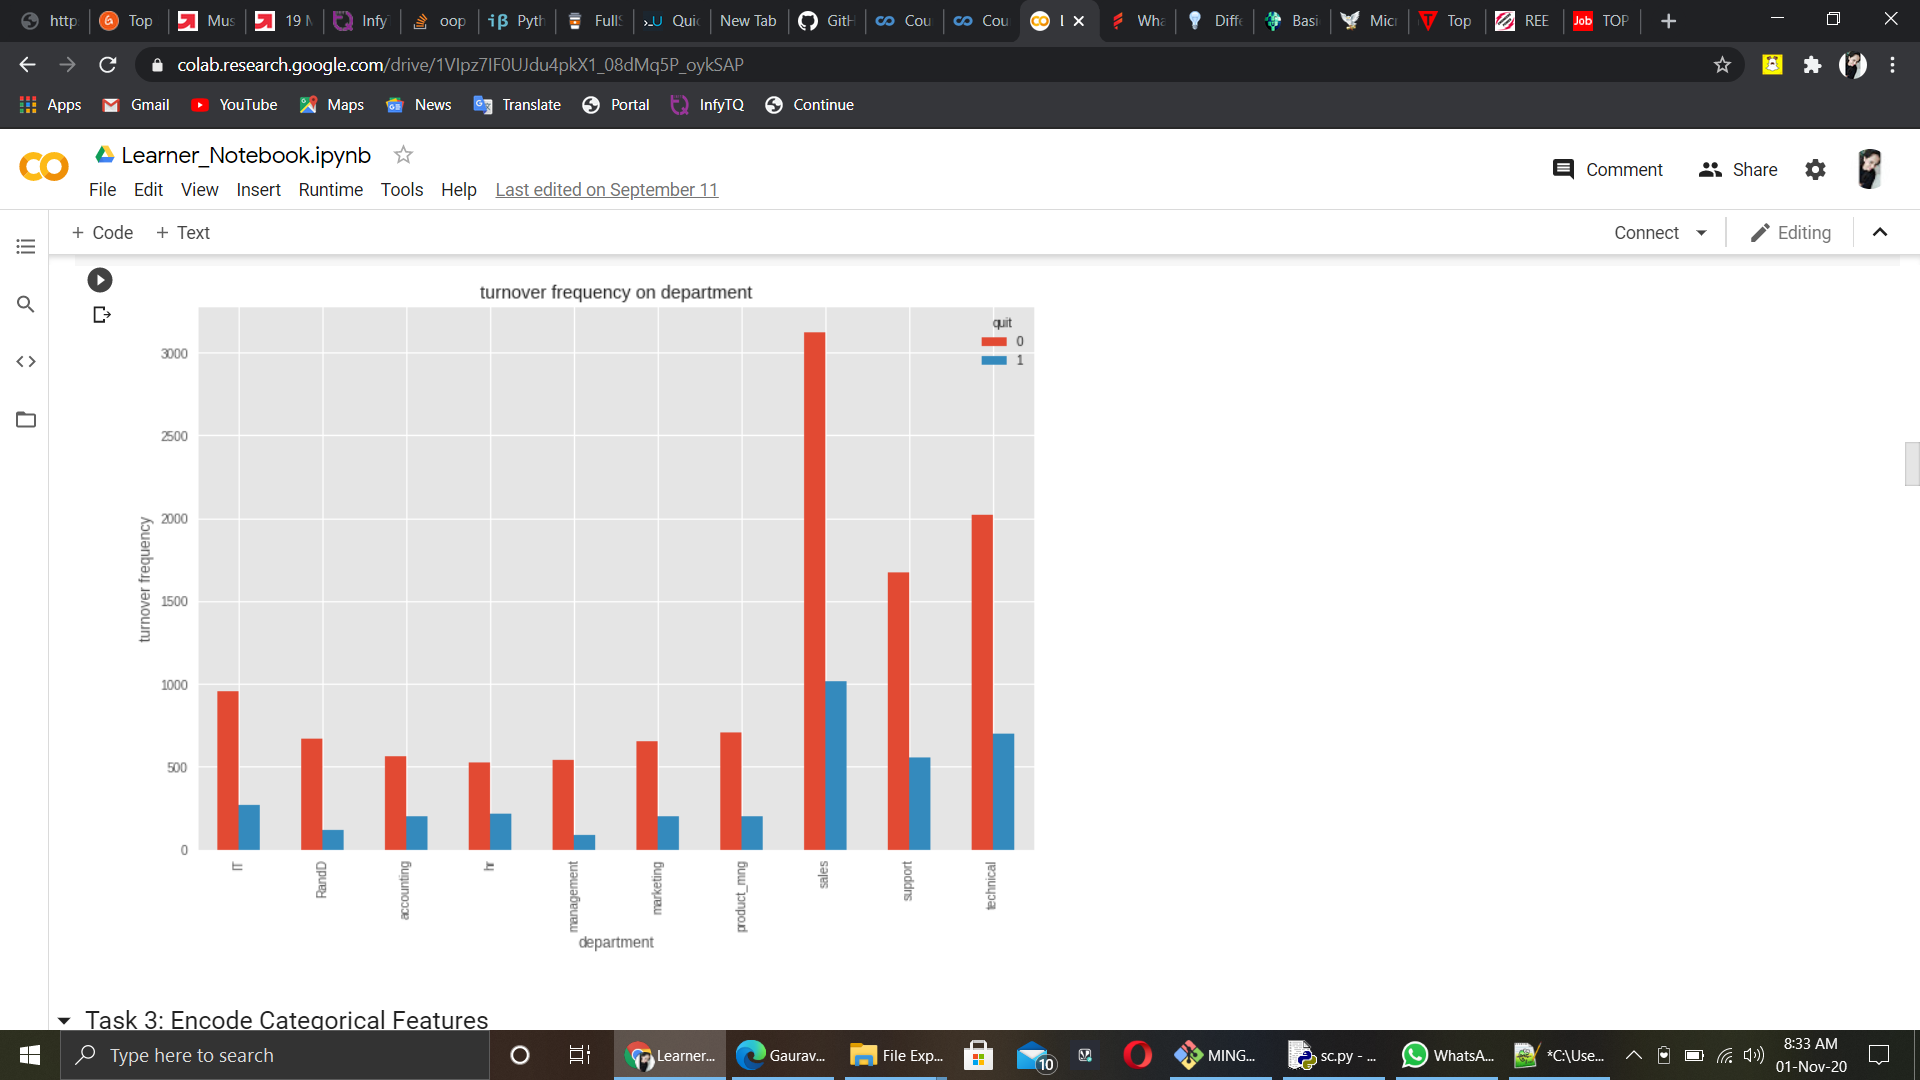 http Top Mus 19 M Infy oop Pyth Full Quic New Tab GitH Cou Cou Wha Diffe Basi Micr Top REE Job TOP
colab.research.google.com/drive/1VIpz7IF0UJdu4pkX1_08dMq5P_oykSAP
Apps Gmail YouTube Maps News Translate Portal InfyTQ Continue
Learner_Notebook.ipynb
Comment Share
File Edit View Insert Runtime Tools Help Last edited on September 11
+ Code + Text
Connect Editing
turnover frequency on department
quit
0
1
turnover frequency
3000
2500
2000
1500
1000
500
0
IT RandD accounting hr management marketing product_mng sales support technical
department
Task 3: Encode Categorical Features
Type here to search
Learner... Gaurav... File Exp... 10 MING... sc.py - ... WhatsA... *C:\Use...
8:33 AM
01-Nov-20